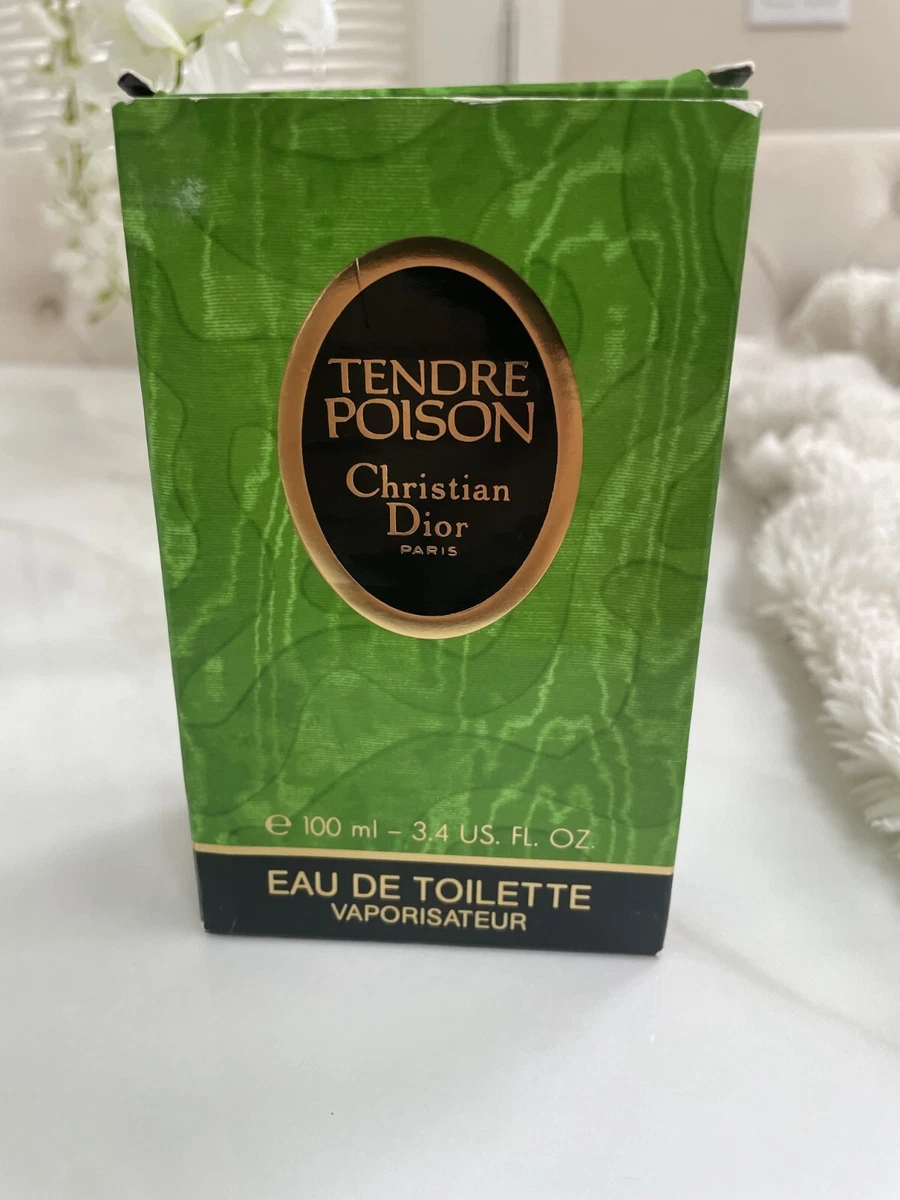 TENDRE
POISON
Christian
Dior
PARIS
e 100 ml – 3.4 US. FL. OZ.
EAU DE TOILETTE
VAPORISATEUR